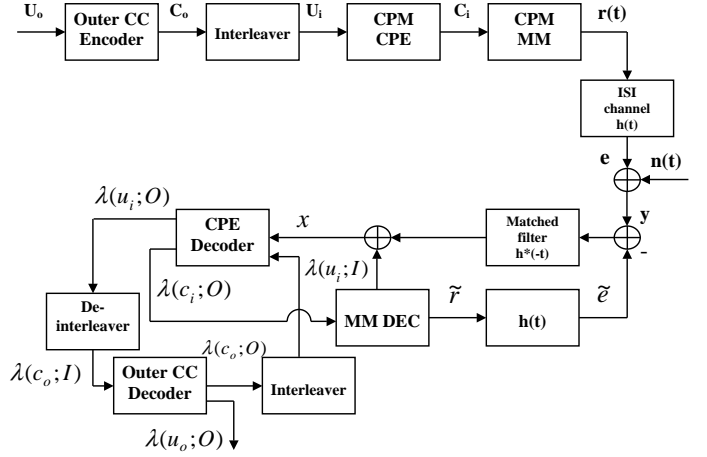 Uₒ
Outer CC
Encoder
Cₒ
Interleaver
Uᵢ
CPM
CPE
Cᵢ
CPM
MM
r(t)
ISI
channel
h(t)
e
n(t)
y
-
Matched
filter
h*(-t)
x
λ(uᵢ;O)
CPE
Decoder
λ(uᵢ;I)
λ(cᵢ;O)
De-
interleaver
MM DEC
r̃
h(t)
ẽ
λ(cₒ;I)
Outer CC
Decoder
λ(cₒ;O)
Interleaver
λ(uₒ;O)